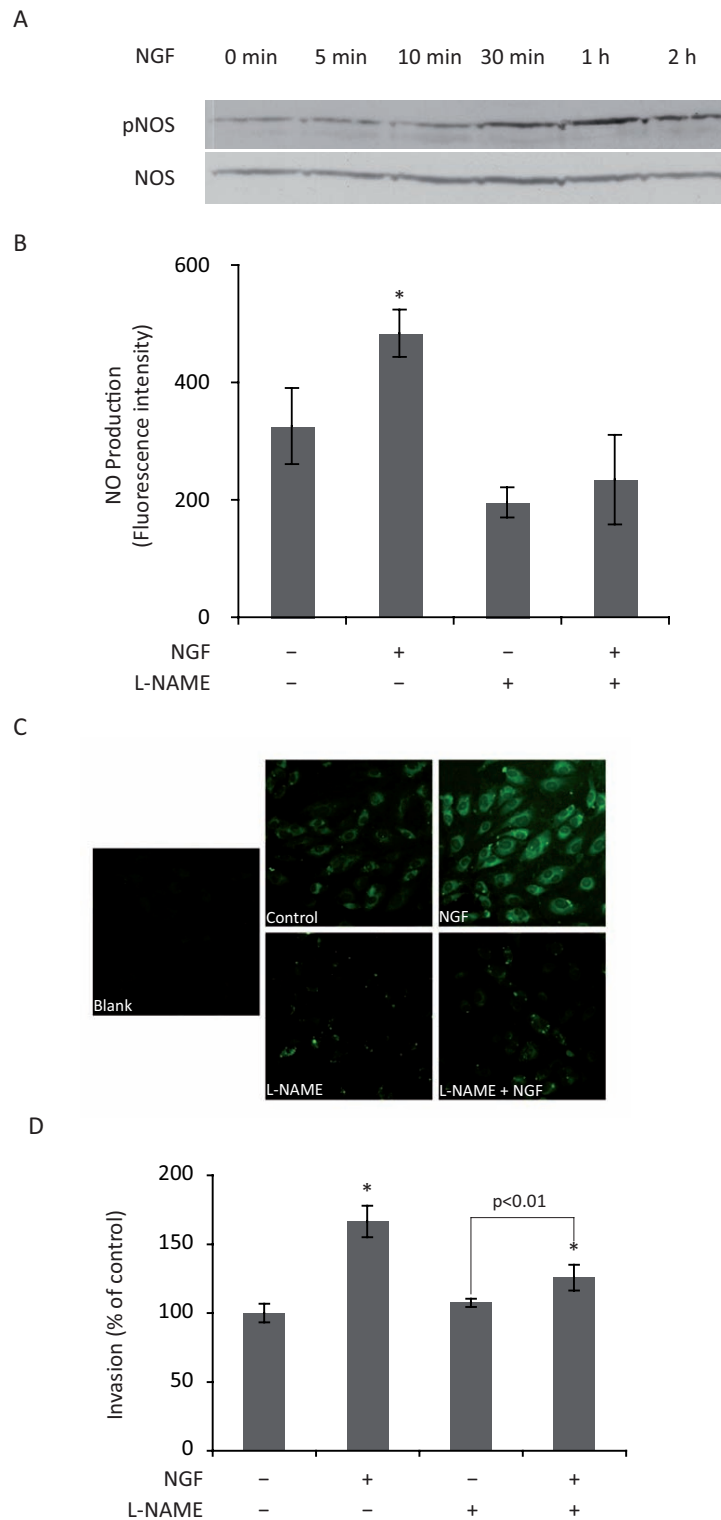 A
NGF 0 min 5 min 10 min 30 min 1 h 2 h
pNOS
NOS
B
NO Production
(Fluorescence intensity)
600
400
200
0
*
NGF – + – +
L-NAME – – + +
C
Blank
Control
NGF
L-NAME
L-NAME + NGF
D
Invasion (% of control)
200
150
100
50
0
*
p<0.01
*
NGF – + – +
L-NAME – – + +